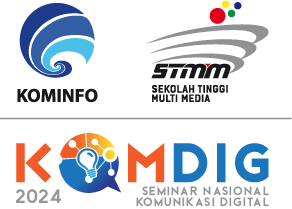 KOMINFO
STMM
SEKOLAH TINGGI
MULTI MEDIA
KOMDIG
2024
SEMINAR NASIONAL
KOMUNIKASI DIGITAL